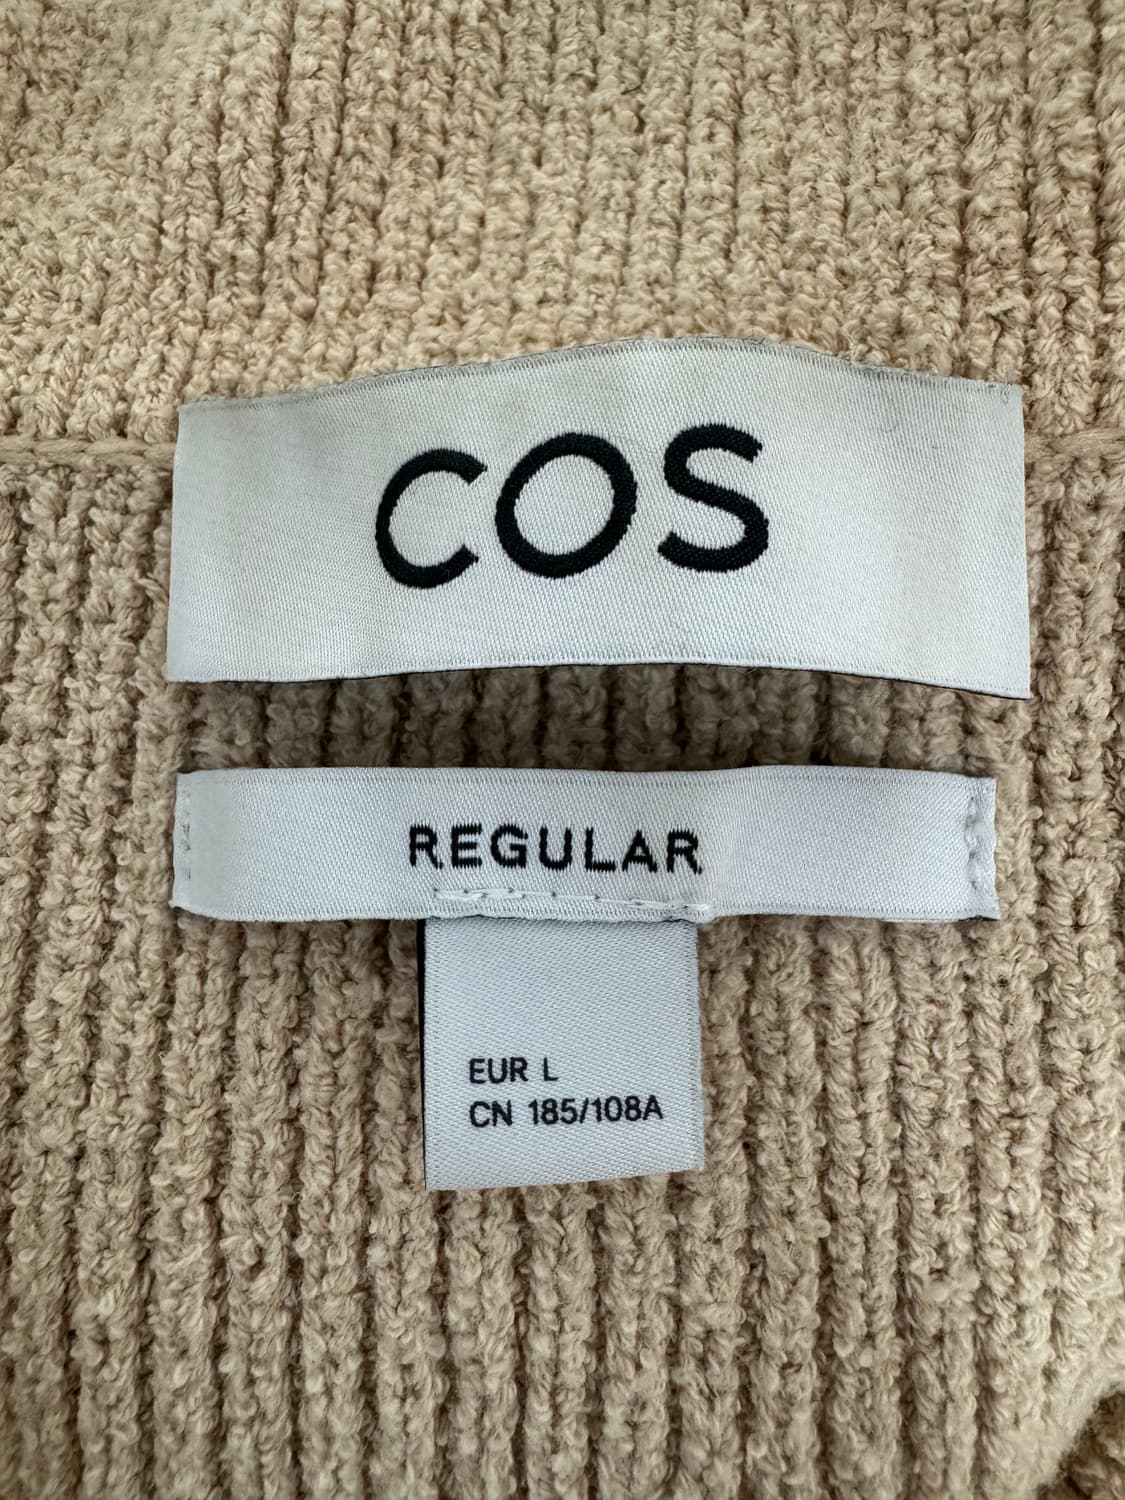 COS
REGULAR
EUR L
CN 185/108A